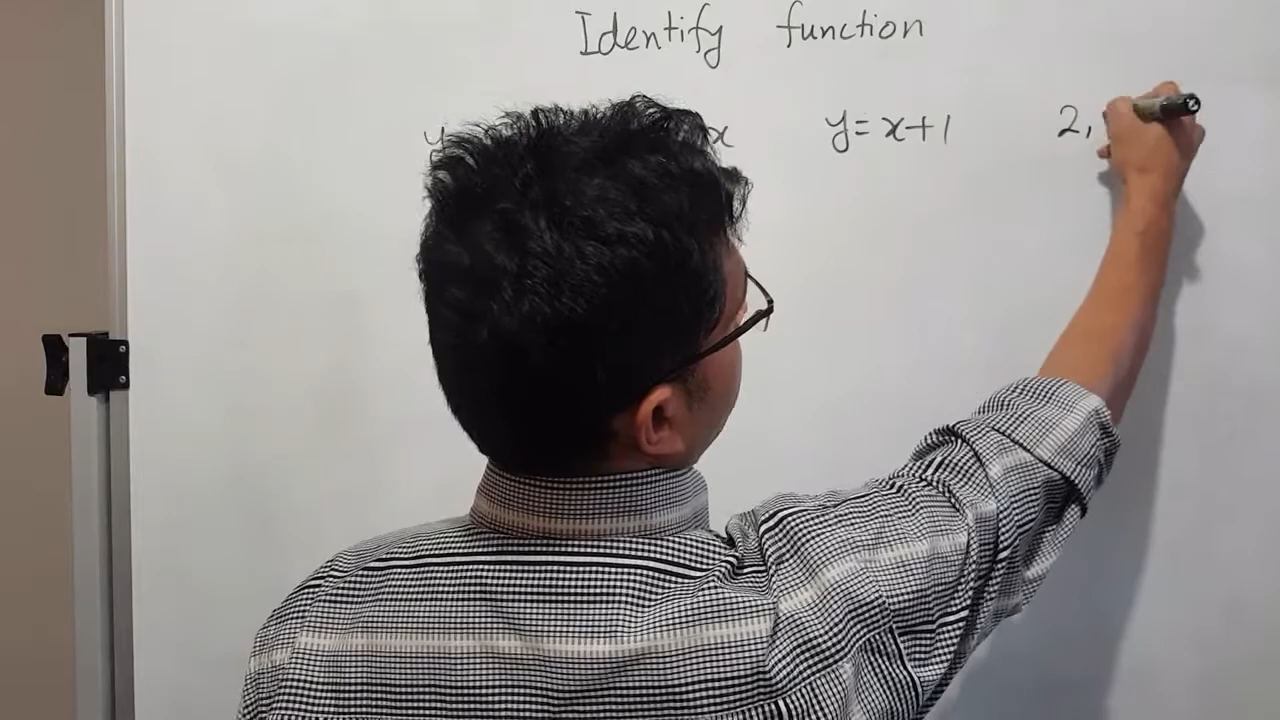 Identify function
y x y=x+1 2,